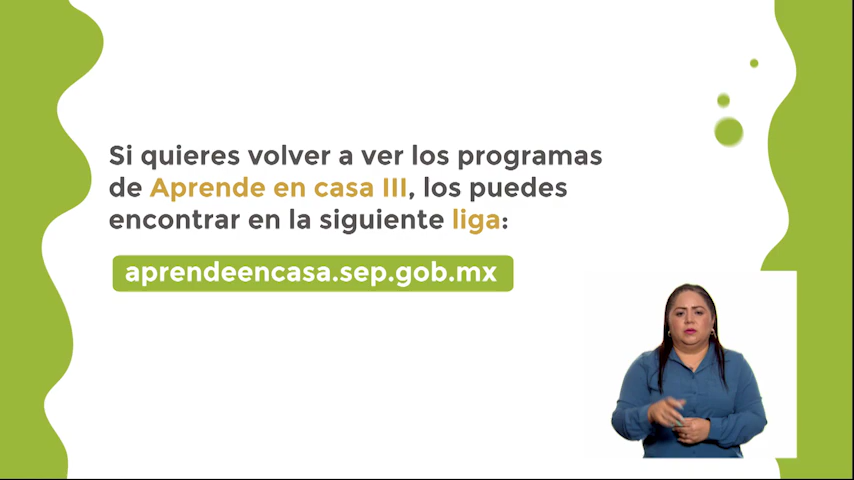 Si quieres volver a ver los programas
de Aprende en casa III, los puedes
encontrar en la siguiente liga:
aprendeencasa.sep.gob.mx